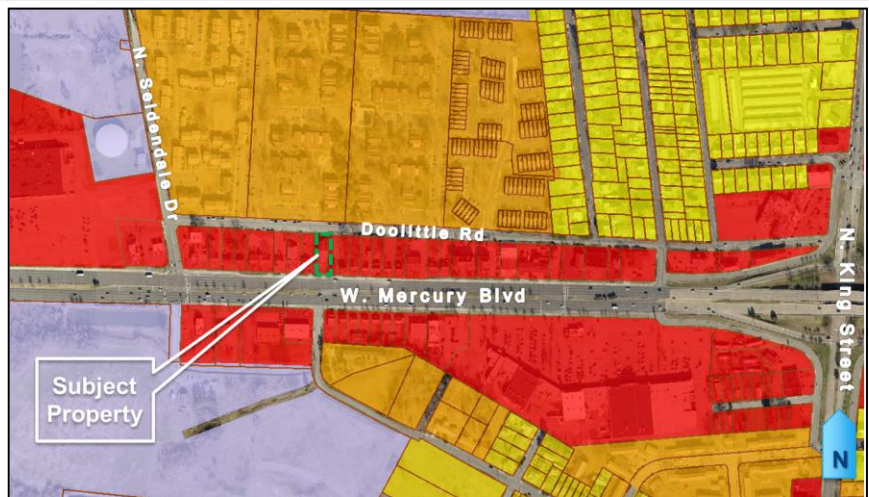 N. Seldendale Dr
Doolittle Rd
W. Mercury Blvd
N. King Street
Subject
Property
N